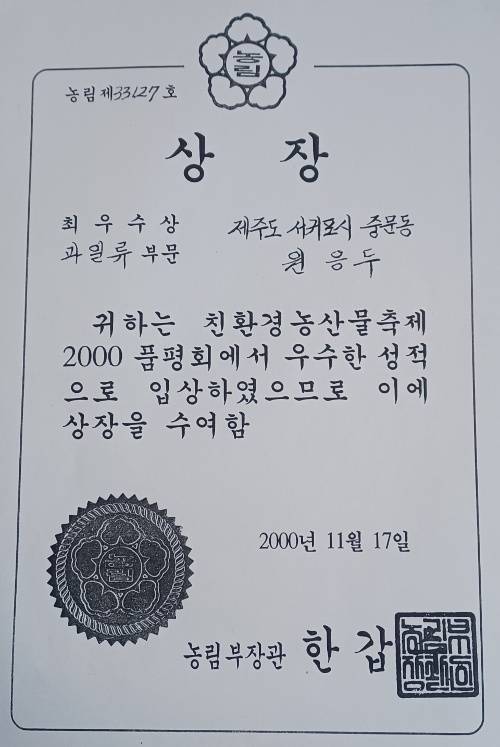 농림
농림 제33127호
상 장
최 우 수 상
과일류 부문
제주도 서귀포시 중문동
원 응 두
귀하는 친환경농산물축제
2000 품평회에서 우수한 성적
으로 입상하였으므로 이에
상장을 수여함
2000년 11월 17일
농림
농림부장관 한 갑